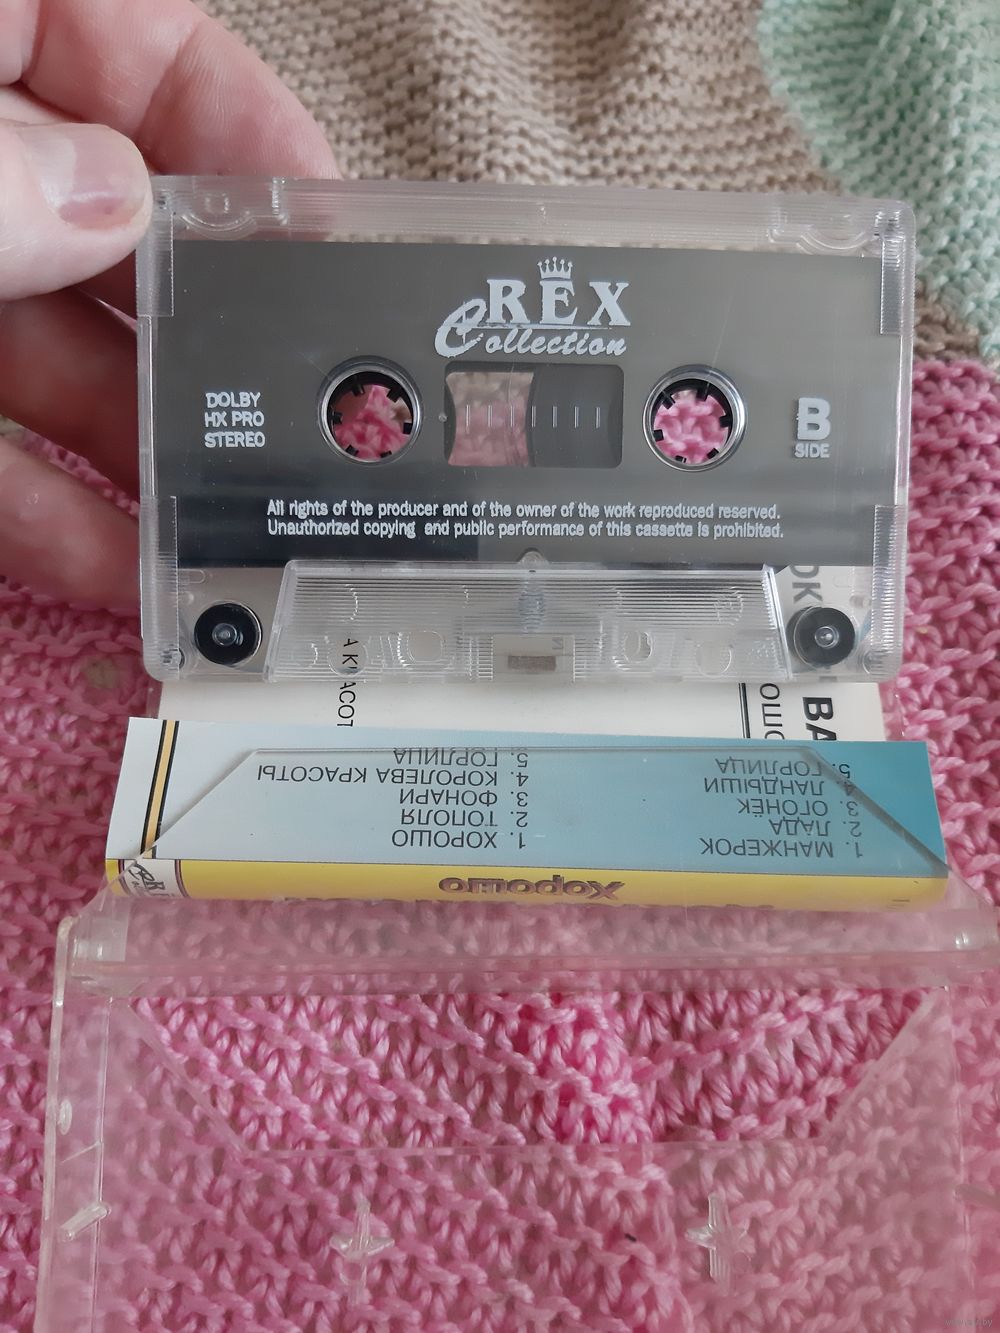 REX
Collection
DOLBY
HX PRO
STEREO
B
SIDE
All rights of the producer and of the owner of the work reproduced reserved.
Unauthorized copying and public performance of this cassette is prohibited.
1. МАНЖЕРОК
2. ЛАДА
3. ОГОНЁК
4. ЛАНДЫШИ
5. ГОРЛИЦА
1. ХОРОШО
2. ТОПОЛЯ
3. ФОНАРИ
4. КОРОЛЕВА КРАСОТЫ
5. ГОРЛИЦА
Хорошо